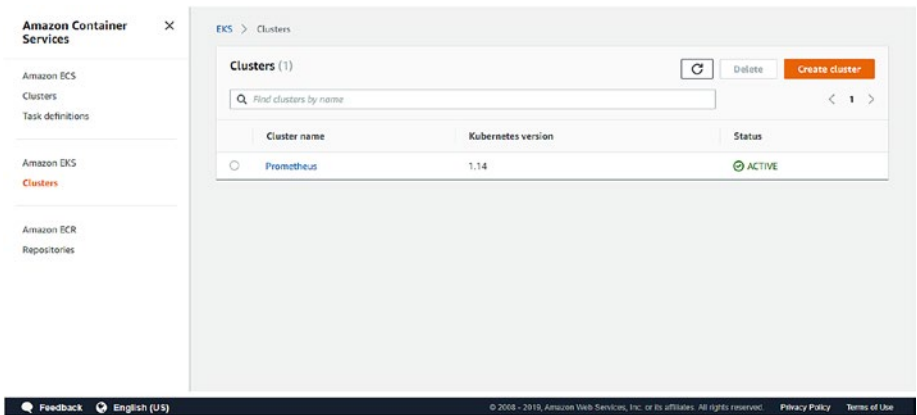 Amazon Container
Services
Amazon ECS
Clusters
Task definitions
Amazon EKS
Clusters
Amazon ECR
Repositories
EKS > Clusters
Clusters (1)
Delete
Create cluster
Find clusters by name
< 1 >
Cluster name Kubernetes version Status
Prometheus 1.14 ACTIVE
Feedback English (US)
© 2008 - 2019, Amazon Web Services, Inc. or its affiliates. All rights reserved. Privacy Policy Terms of Use